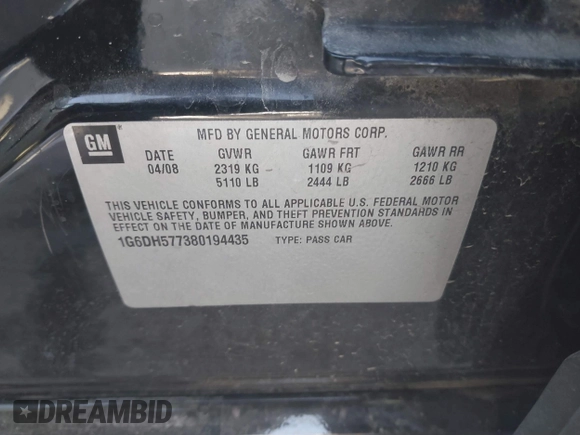 GM
MFD BY GENERAL MOTORS CORP.
DATE GVWR GAWR FRT GAWR RR
04/08 2319 KG 1109 KG 1210 KG
5110 LB 2444 LB 2666 LB
THIS VEHICLE CONFORMS TO ALL APPLICABLE U.S. FEDERAL MOTOR
VEHICLE SAFETY, BUMPER, AND THEFT PREVENTION STANDARDS IN
EFFECT ON THE DATE OF MANUFACTURE SHOWN ABOVE.
1G6DH577380194435 TYPE: PASS CAR
DREAMBID